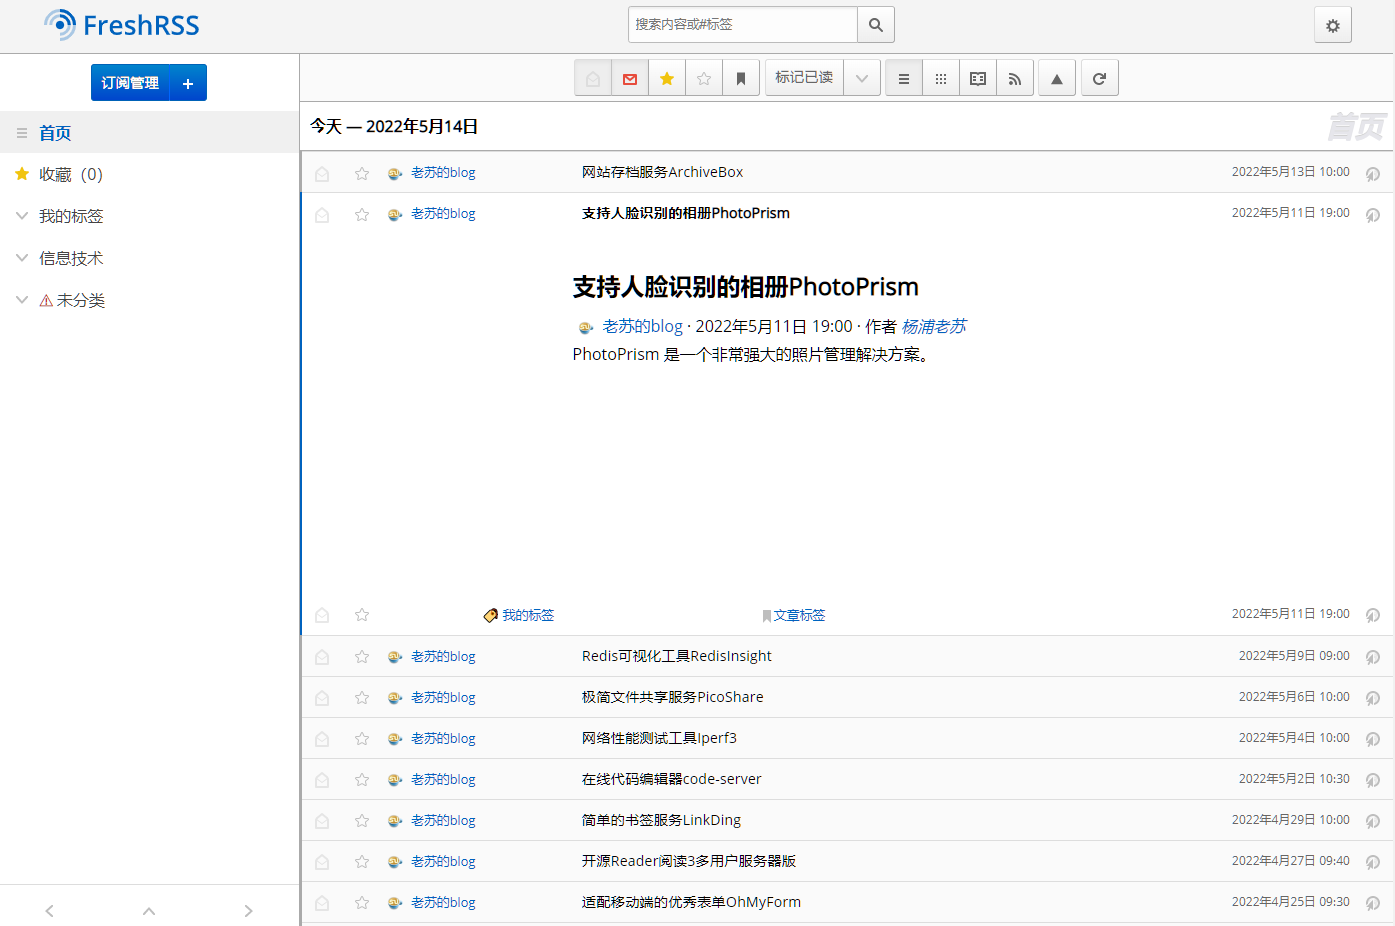 FreshRSS
搜索内容或#标签
订阅管理
首页
收藏（0）
我的标签
信息技术
未分类
标记已读
今天 — 2022年5月14日
首页
老苏的blog 网站存档服务ArchiveBox 2022年5月13日 10:00
老苏的blog 支持人脸识别的相册PhotoPrism 2022年5月11日 19:00
支持人脸识别的相册PhotoPrism
老苏的blog · 2022年5月11日 19:00 · 作者 杨浦老苏
PhotoPrism 是一个非常强大的照片管理解决方案。
我的标签 文章标签 2022年5月11日 19:00
老苏的blog Redis可视化工具RedisInsight 2022年5月9日 09:00
老苏的blog 极简文件共享服务PicoShare 2022年5月6日 10:00
老苏的blog 网络性能测试工具Iperf3 2022年5月4日 10:00
老苏的blog 在线代码编辑器code-server 2022年5月2日 10:30
老苏的blog 简单的书签服务LinkDing 2022年4月29日 10:00
老苏的blog 开源Reader阅读3多用户服务器版 2022年4月27日 09:40
老苏的blog 适配移动端的优秀表单OhMyForm 2022年4月25日 09:30